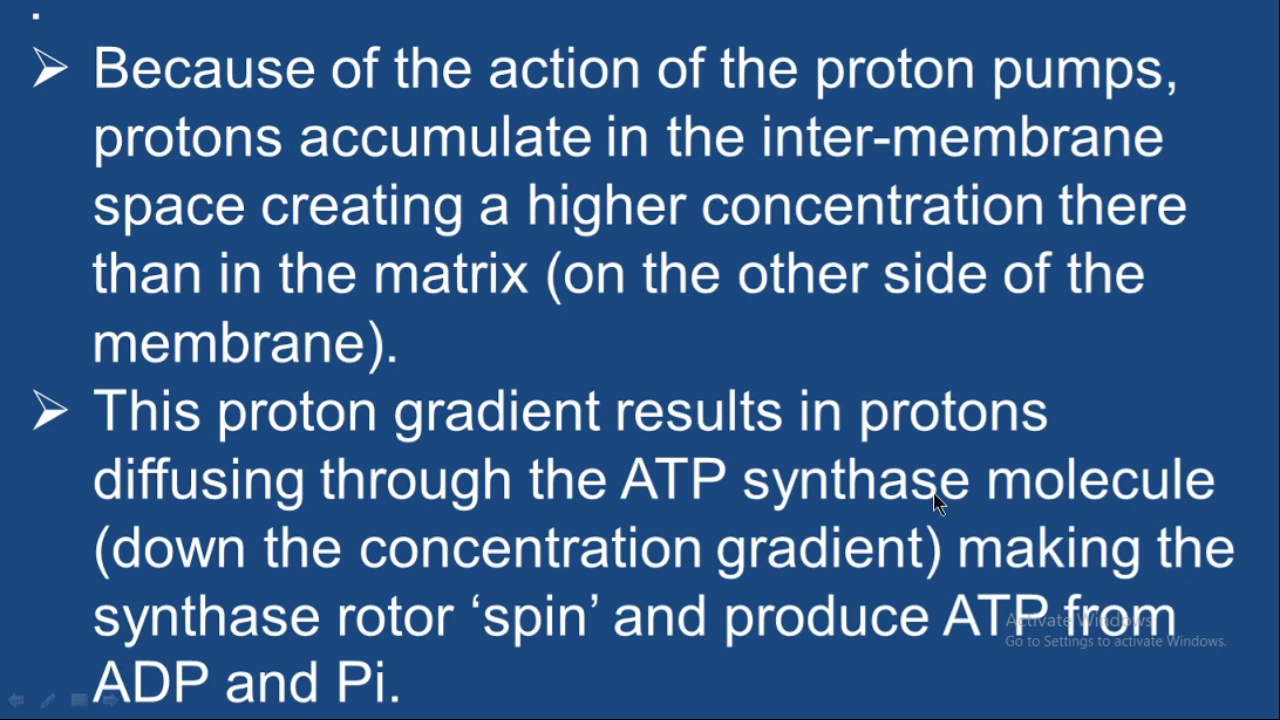 .
➢ Because of the action of the proton pumps,
protons accumulate in the inter-membrane
space creating a higher concentration there
than in the matrix (on the other side of the
membrane).
➢ This proton gradient results in protons
diffusing through the ATP synthase molecule
(down the concentration gradient) making the
synthase rotor ‘spin’ and produce ATP from
ADP and Pi.
Activate Windows
Go to Settings to activate Windows.